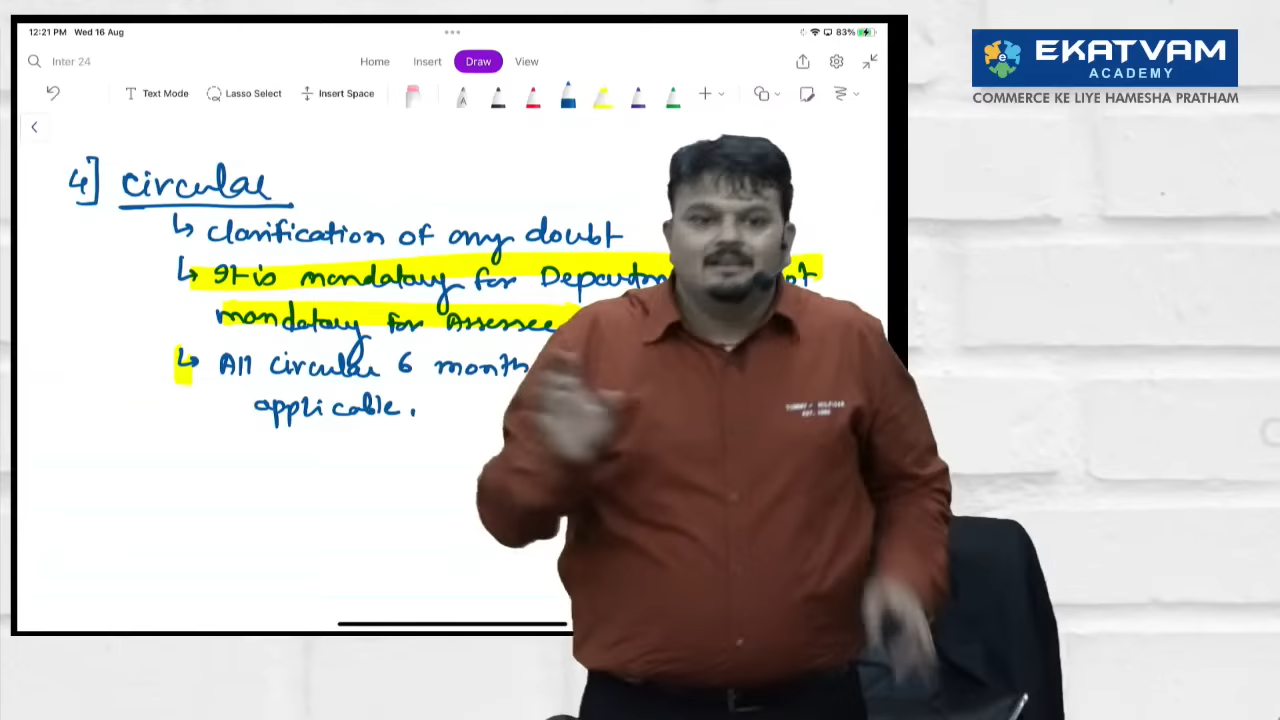 12:21 PM Wed 16 Aug
83%
EKATVAM
ACADEMY
COMMERCE KE LIYE HAMESHA PRATHAM
Inter 24
Home Insert Draw View
Text Mode Lasso Select Insert Space
4] Circular
↳ clarification of any doubt
↳ It is mandatory for
mandatory for Assessee
↳ All circular 6 month
applicable.
TOMMY HILFIGER